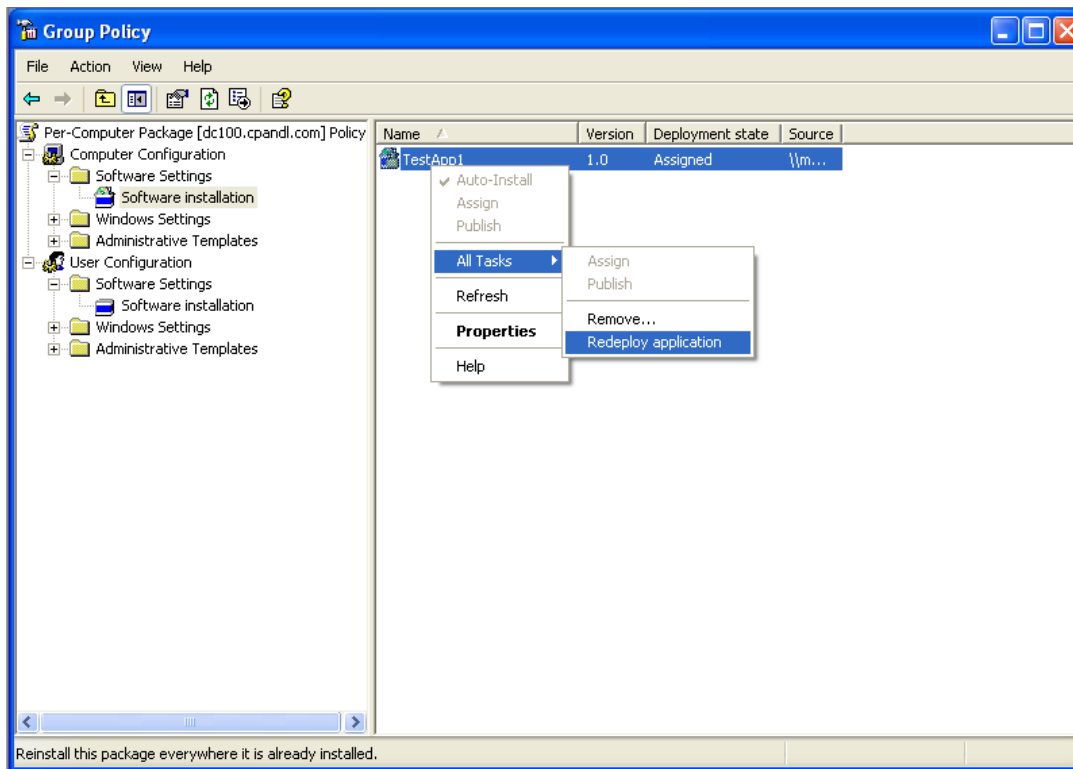 Group Policy
File Action View Help
Per-Computer Package [dc100.cpandl.com] Policy
Computer Configuration
Software Settings
Software installation
Windows Settings
Administrative Templates
User Configuration
Software Settings
Software installation
Windows Settings
Administrative Templates
Name Version Deployment state Source
TestApp1 1.0 Assigned \\m...
Auto-Install
Assign
Publish
All Tasks
Refresh
Properties
Help
Assign
Publish
Remove...
Redeploy application
Reinstall this package everywhere it is already installed.